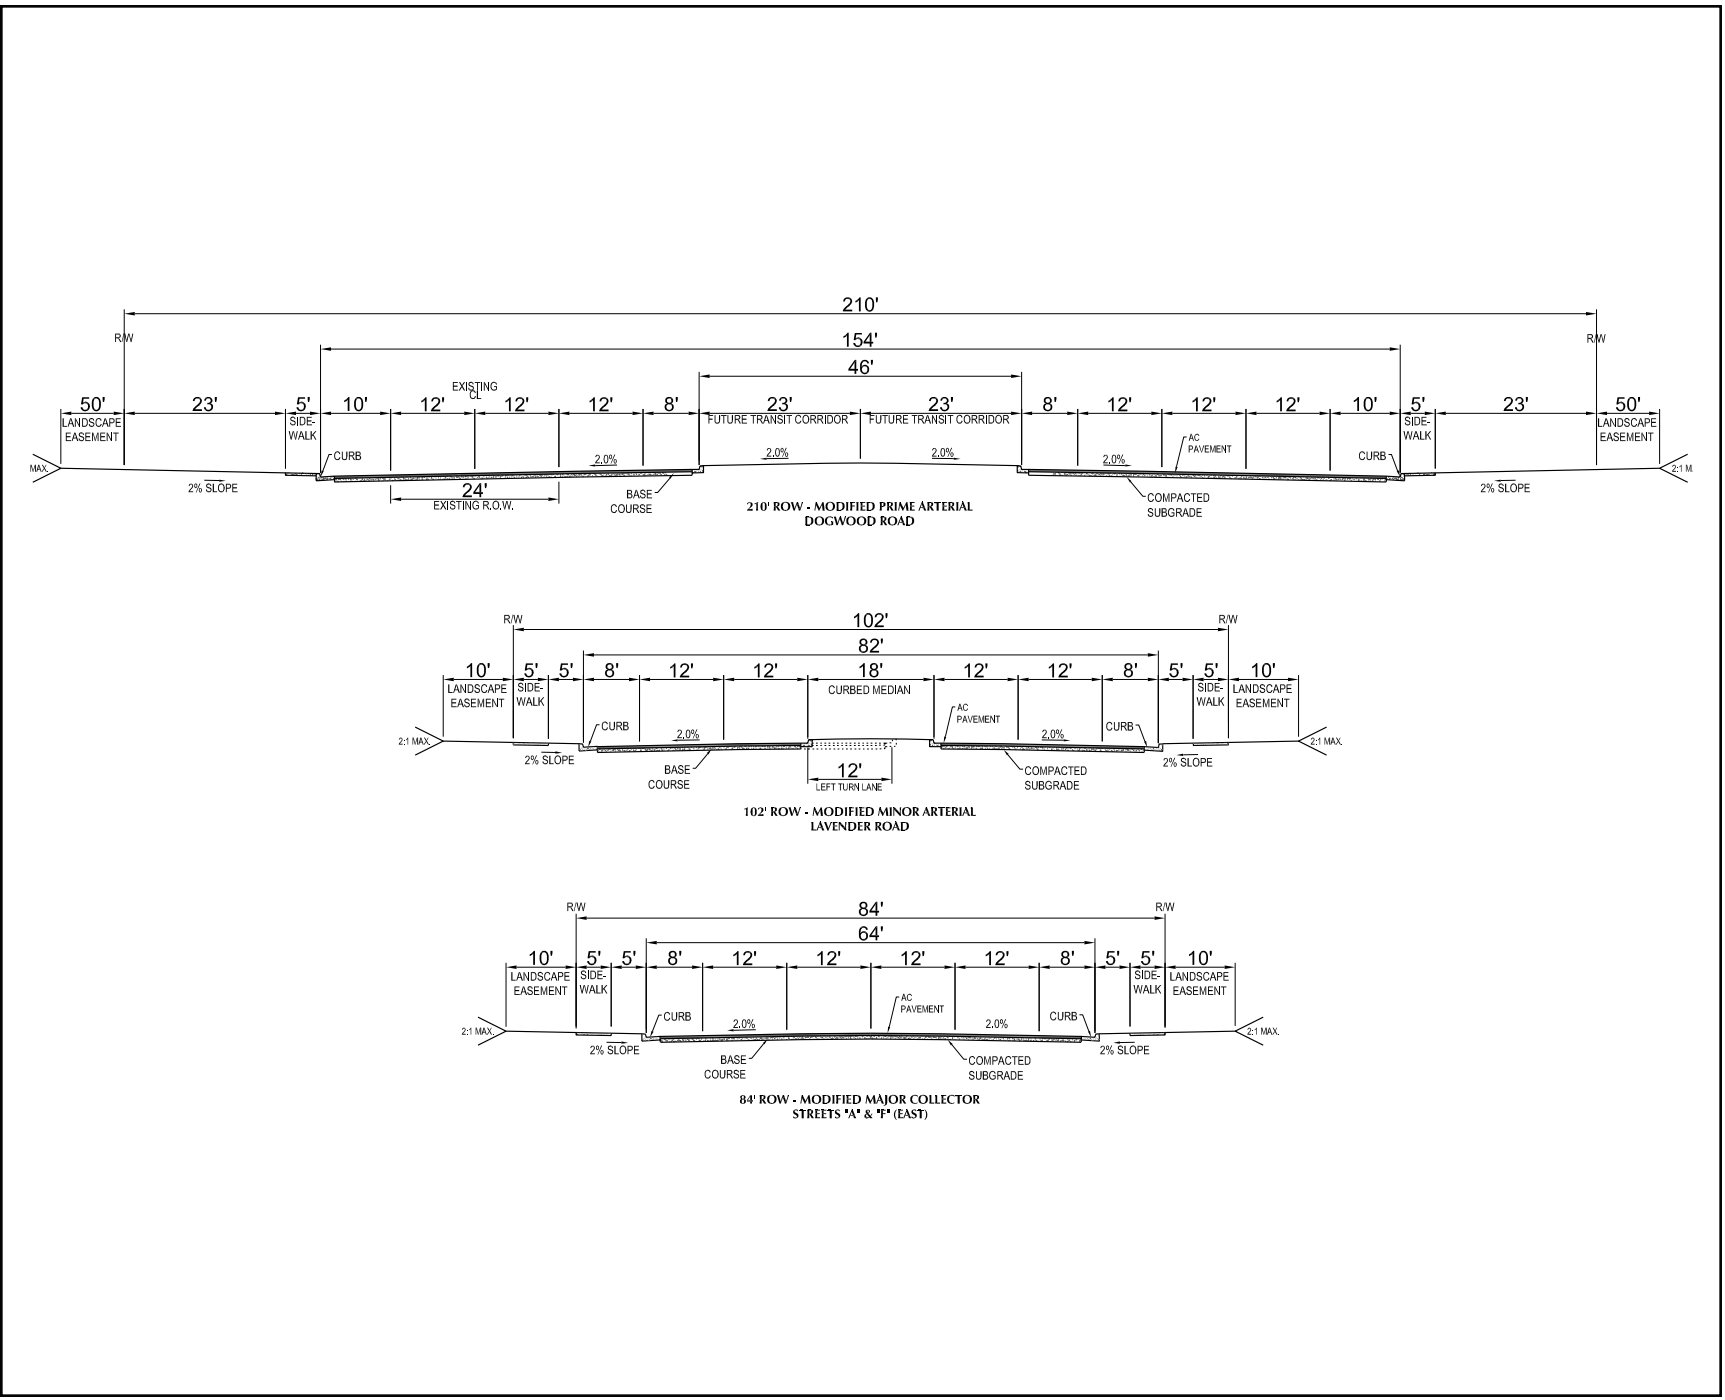 210'
R/W
R/W
154'
46'
EXISTING
CL
50'
23'
5'
10'
12'
12'
12'
8'
23'
23'
8'
12'
12'
12'
10'
5'
23'
50'
LANDSCAPE
EASEMENT
SIDE-
WALK
FUTURE TRANSIT CORRIDOR
FUTURE TRANSIT CORRIDOR
SIDE-
WALK
LANDSCAPE
EASEMENT
CURB
2.0%
2.0%
2.0%
2.0%
AC
PAVEMENT
CURB
MAX.
2:1 M
2% SLOPE
24'
EXISTING R.O.W.
BASE
COURSE
COMPACTED
SUBGRADE
2% SLOPE
210' ROW - MODIFIED PRIME ARTERIAL
DOGWOOD ROAD
R/W
102'
R/W
82'
10'
5'
5'
8'
12'
12'
18'
12'
12'
8'
5'
5'
10'
LANDSCAPE
EASEMENT
SIDE-
WALK
CURBED MEDIAN
SIDE-
WALK
LANDSCAPE
EASEMENT
CURB
2.0%
AC
PAVEMENT
2.0%
CURB
2:1 MAX.
2:1 MAX.
2% SLOPE
BASE
COURSE
12'
LEFT TURN LANE
COMPACTED
SUBGRADE
2% SLOPE
102' ROW - MODIFIED MINOR ARTERIAL
LAVENDER ROAD
R/W
84'
R/W
64'
10'
5'
5'
8'
12'
12'
12'
12'
8'
5'
5'
10'
LANDSCAPE
EASEMENT
SIDE-
WALK
SIDE-
WALK
LANDSCAPE
EASEMENT
CURB
2.0%
AC
PAVEMENT
2.0%
CURB
2:1 MAX.
2:1 MAX.
2% SLOPE
BASE
COURSE
COMPACTED
SUBGRADE
2% SLOPE
84' ROW - MODIFIED MAJOR COLLECTOR
STREETS "A" & "F" (EAST)